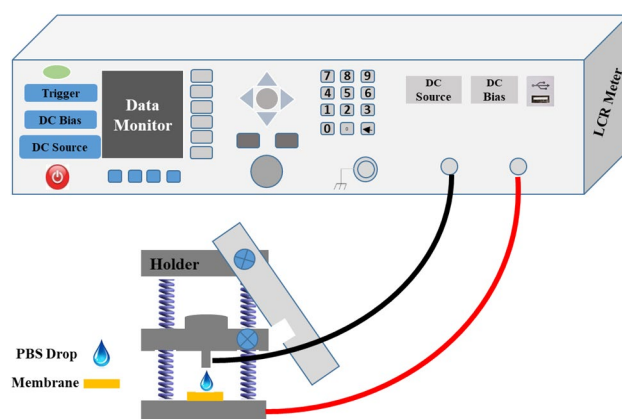 Trigger
DC Bias
DC Source
Data
Monitor
7 8 9
4 5 6
1 2 3
0
DC
Source
DC
Bias
LCR Meter
Holder
PBS Drop
Membrane